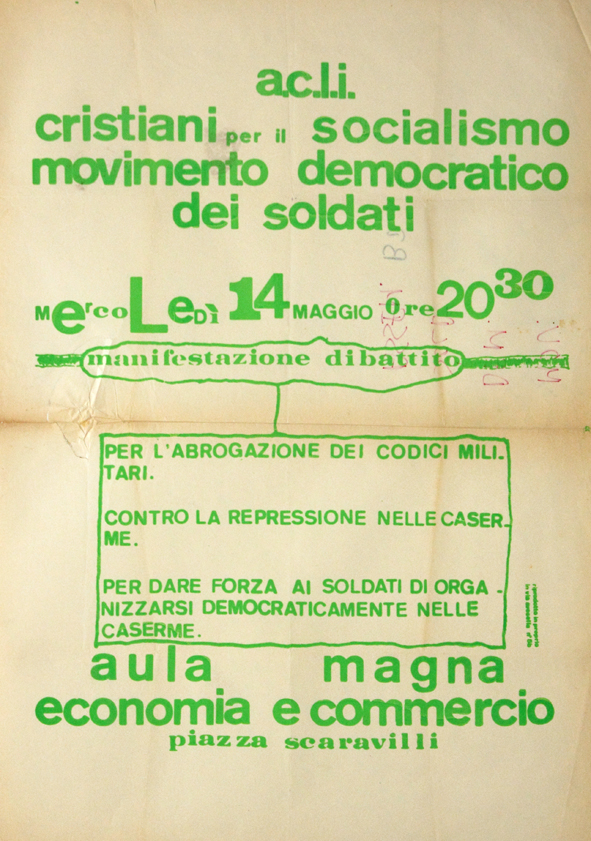 a.c.l.i.
cristiani per il socialismo
movimento democratico
dei soldati
MercoLeDì 14 MAGGIO Ore 20 30
manifestazione dibattito
PER L'ABROGAZIONE DEI CODICI MILI-
TARI.
CONTRO LA REPRESSIONE NELLE CASER-
ME.
PER DARE FORZA AI SOLDATI DI ORGA-
NIZZARSI DEMOCRATICAMENTE NELLE
CASERME.
aula magna
economia e commercio
piazza scaravilli